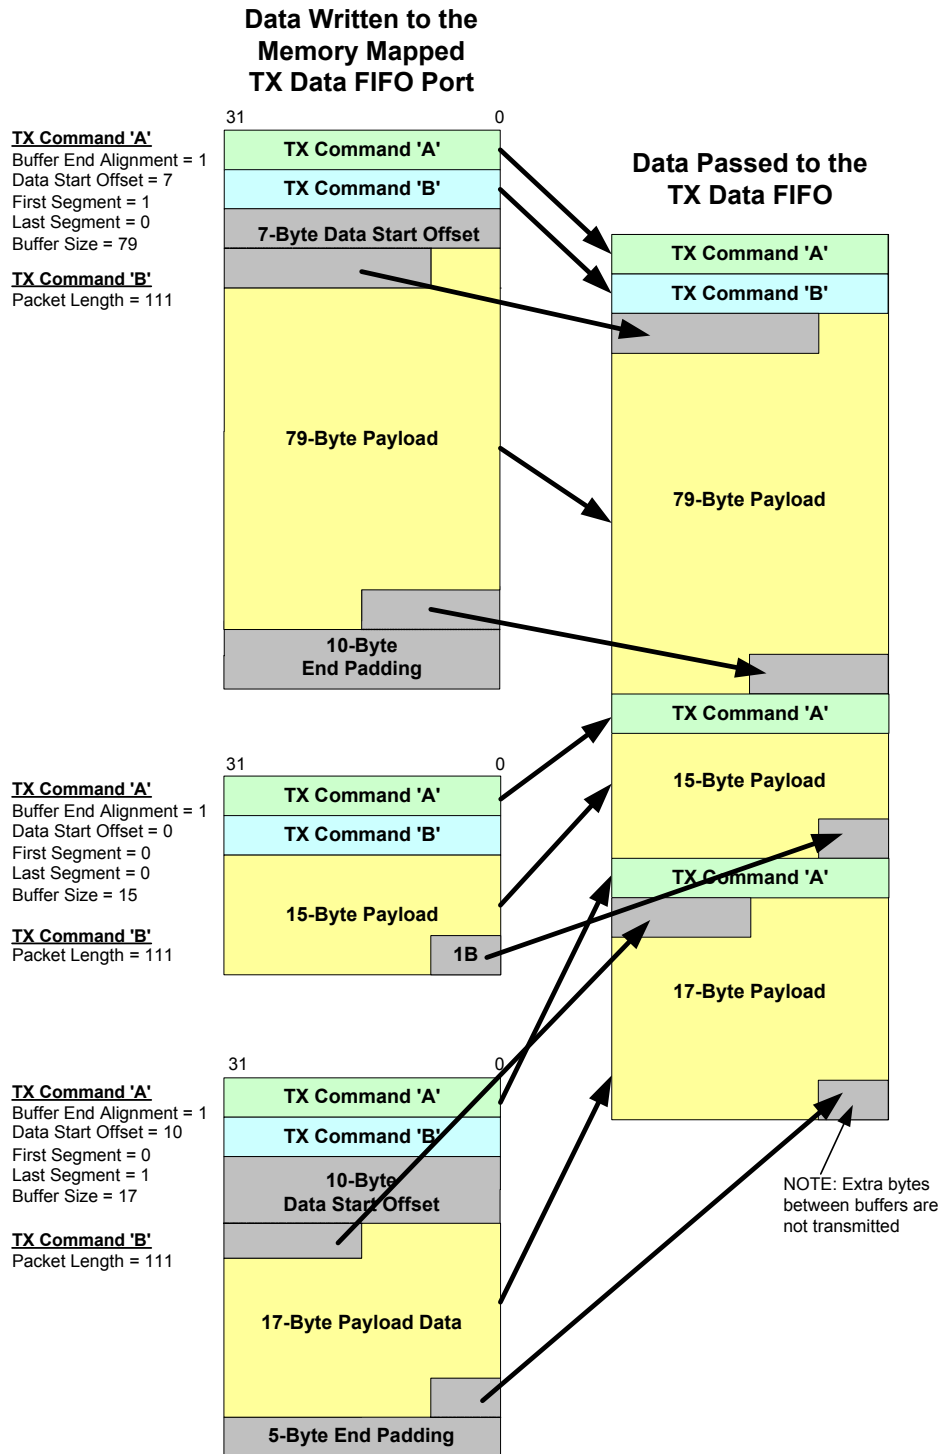 Data Written to the
Memory Mapped
TX Data FIFO Port
31
0
TX Command 'A'
Buffer End Alignment = 1
Data Start Offset = 7
First Segment = 1
Last Segment = 0
Buffer Size = 79
TX Command 'B'
Packet Length = 111
TX Command 'A'
TX Command 'B'
7-Byte Data Start Offset
79-Byte Payload
10-Byte
End Padding
Data Passed to the
TX Data FIFO
TX Command 'A'
TX Command 'B'
79-Byte Payload
TX Command 'A'
15-Byte Payload
TX Command 'A'
17-Byte Payload
NOTE: Extra bytes
between buffers are
not transmitted
31
0
TX Command 'A'
Buffer End Alignment = 1
Data Start Offset = 0
First Segment = 0
Last Segment = 0
Buffer Size = 15
TX Command 'B'
Packet Length = 111
TX Command 'A'
TX Command 'B'
15-Byte Payload
1B
31
0
TX Command 'A'
Buffer End Alignment = 1
Data Start Offset = 10
First Segment = 0
Last Segment = 1
Buffer Size = 17
TX Command 'B'
Packet Length = 111
TX Command 'A'
TX Command 'B'
10-Byte
Data Start Offset
17-Byte Payload Data
5-Byte End Padding